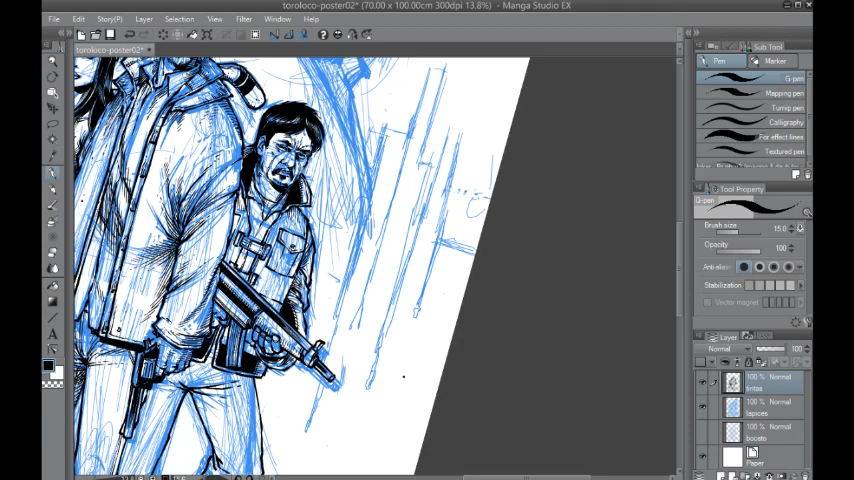 toroloco-poster02* (70.00 x 100.00cm 300dpi 13.8%) - Manga Studio EX
File Edit Story(P) Layer Selection View Filter Window Help
toroloco-poster02*
Sub Tool
Pen Marker
G-pen
Mapping pen
Turnip pen
Calligraphy
For effect lines
Textured pen
Tool Property
G-pen
Brush size 15.0
Opacity 100
Anti-alias
Stabilization
Vector magnet
Layer
Normal 100
100 % Normal
tintas
100 % Normal
lapices
100 % Normal
boceto
Paper